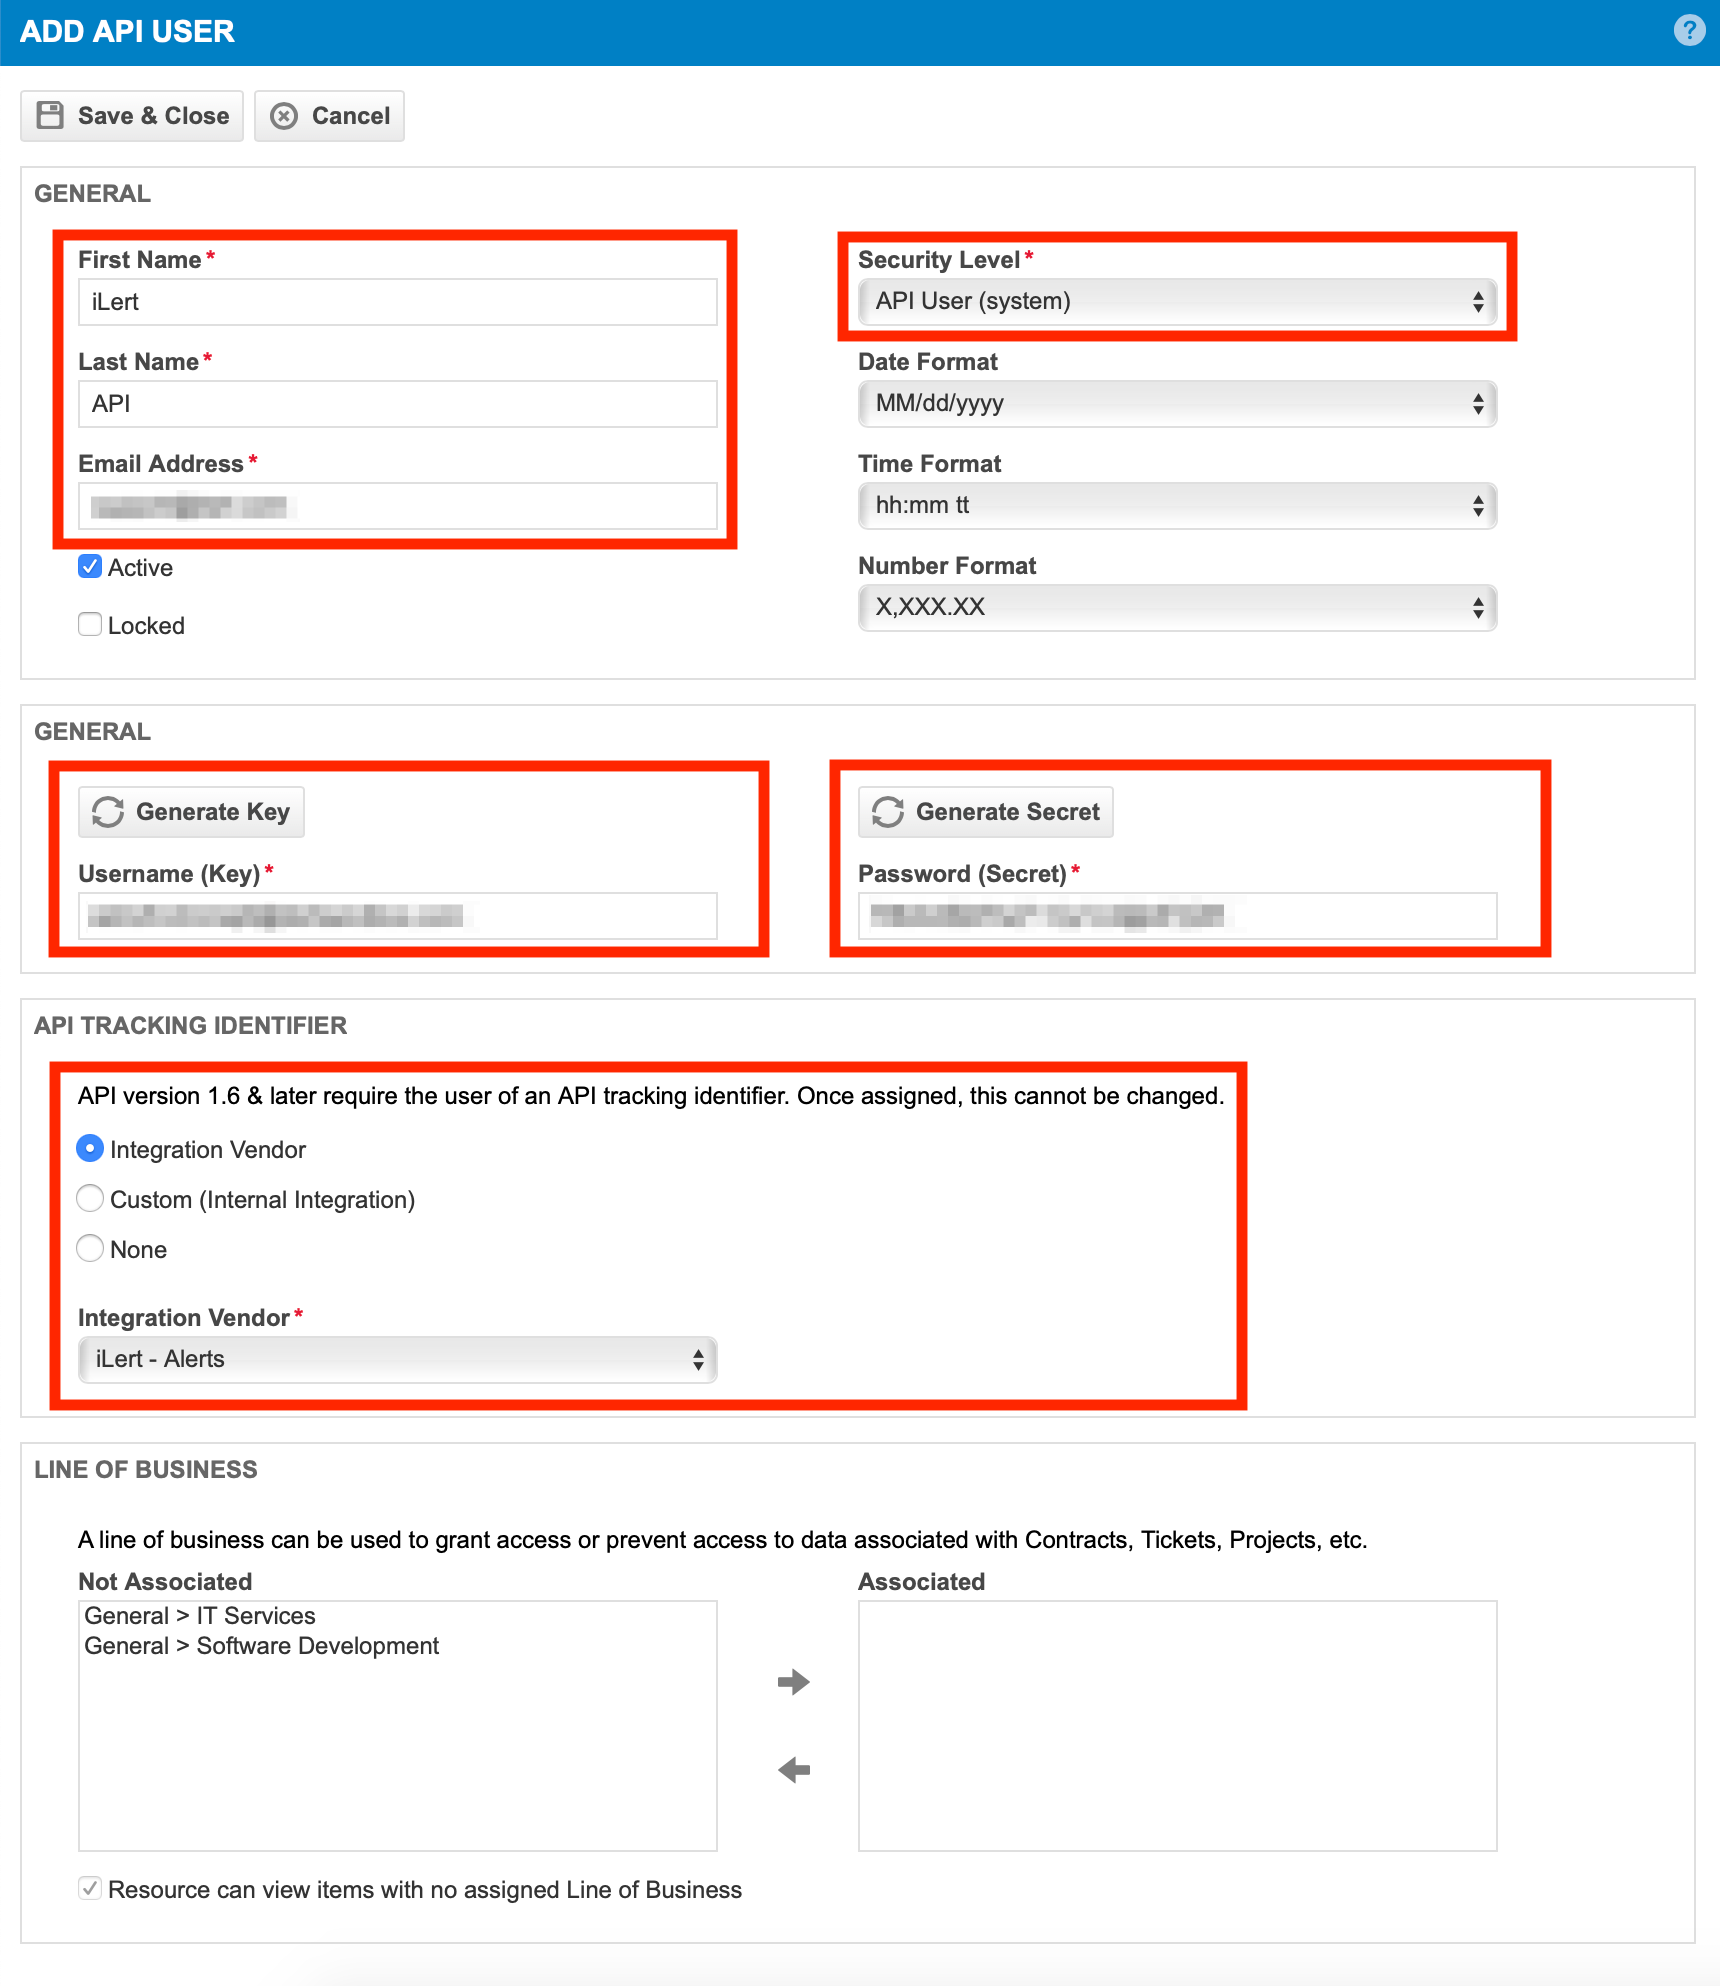 ADD API USER
?
Save & Close
Cancel
GENERAL
First Name *
iLert
Last Name *
API
Email Address *
Active
Locked
Security Level *
API User (system)
Date Format
MM/dd/yyyy
Time Format
hh:mm tt
Number Format
X,XXX.XX
GENERAL
Generate Key
Username (Key) *
Generate Secret
Password (Secret) *
API TRACKING IDENTIFIER
API version 1.6 & later require the user of an API tracking identifier. Once assigned, this cannot be changed.
Integration Vendor
Custom (Internal Integration)
None
Integration Vendor *
iLert - Alerts
LINE OF BUSINESS
A line of business can be used to grant access or prevent access to data associated with Contracts, Tickets, Projects, etc.
Not Associated
General > IT Services
General > Software Development
Associated
Resource can view items with no assigned Line of Business